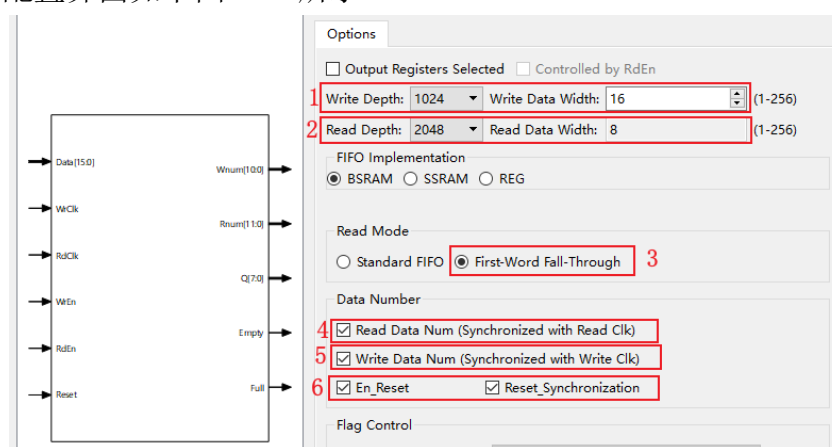 Options
Output Registers Selected Controlled by RdEn
1 Write Depth: 1024 Write Data Width: 16 (1-256)
2 Read Depth: 2048 Read Data Width: 8 (1-256)
FIFO Implementation
BSRAM SSRAM REG
Read Mode
Standard FIFO First-Word Fall-Through 3
Data Number
4 Read Data Num (Synchronized with Read Clk)
5 Write Data Num (Synchronized with Write Clk)
6 En_Reset Reset_Synchronization
Flag Control
Data[15:0]
WrClk
RdClk
WrEn
RdEn
Reset
Wnum[10:0]
Rnum[11:0]
Q[7:0]
Empty
Full